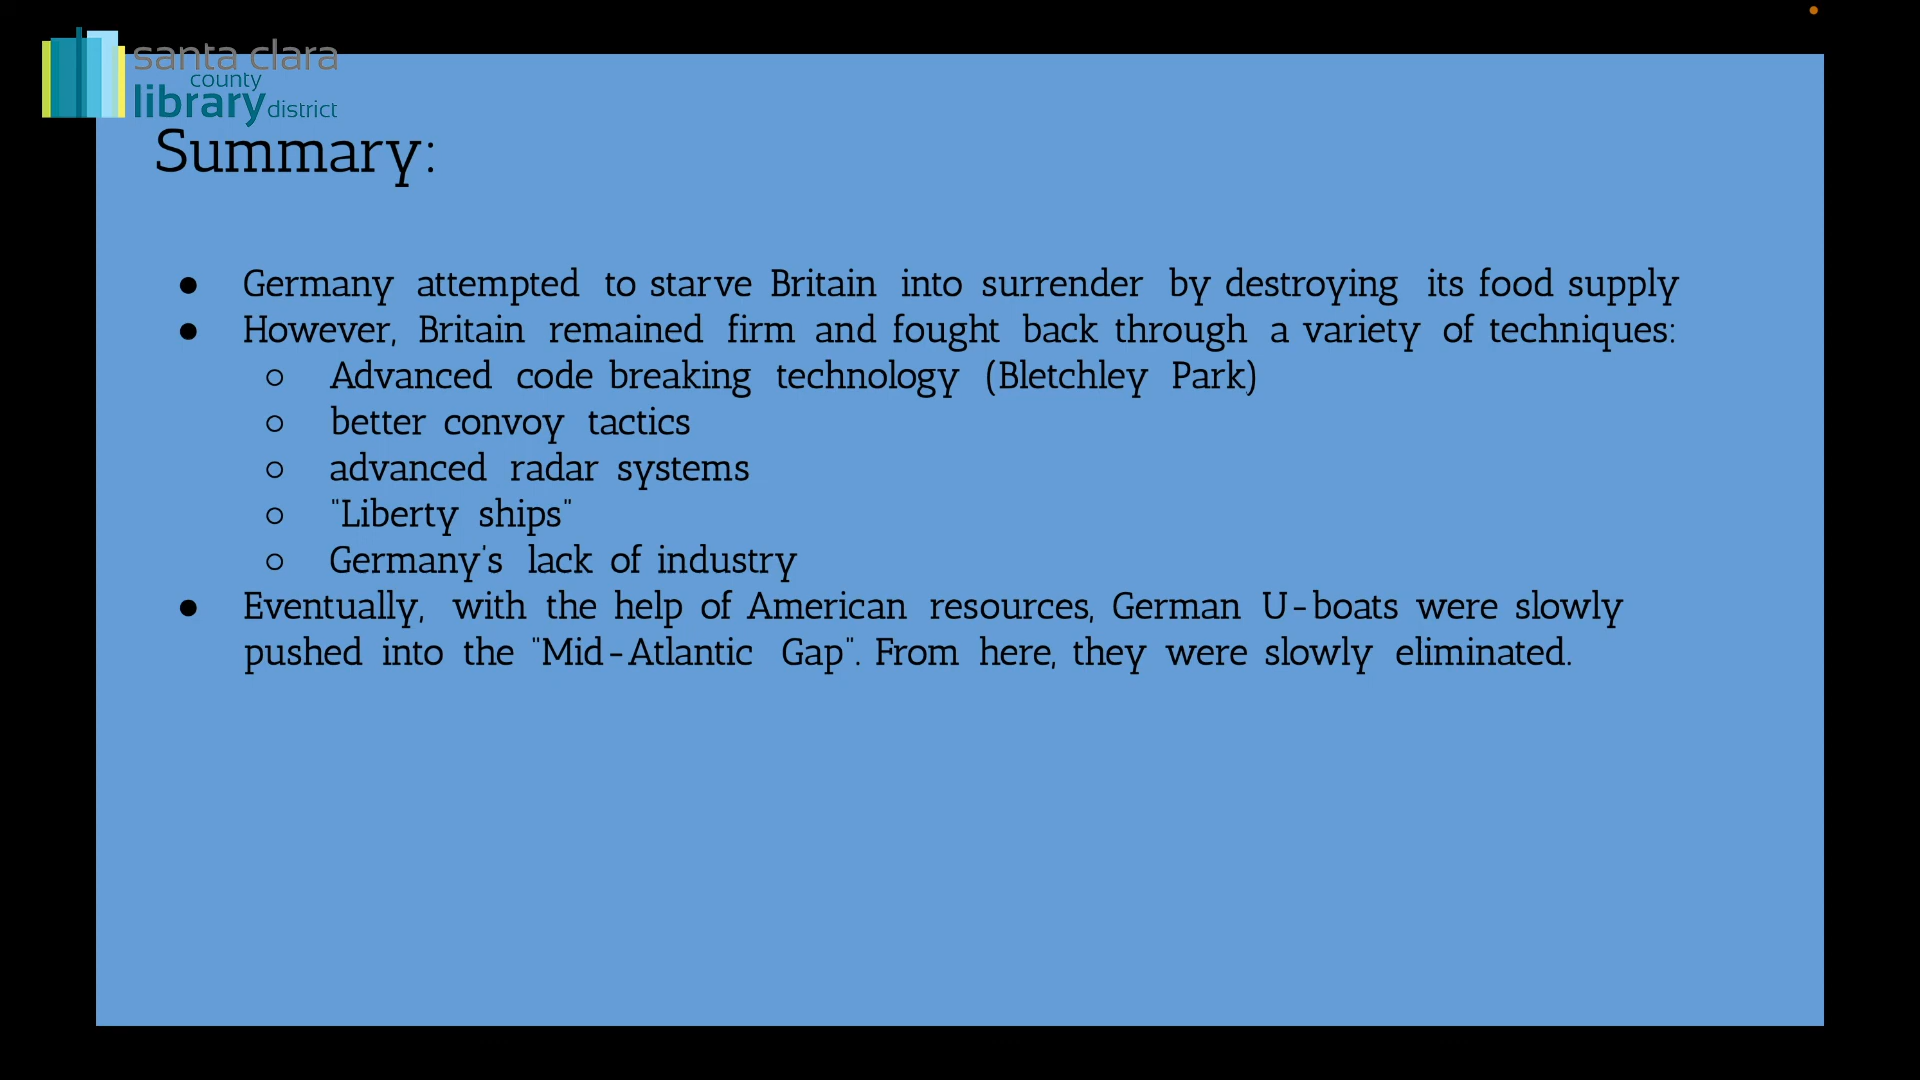 santa clara
county
library district
Summary:
● Germany attempted to starve Britain into surrender by destroying its food supply
● However, Britain remained firm and fought back through a variety of techniques:
○ Advanced code breaking technology (Bletchley Park)
○ better convoy tactics
○ advanced radar systems
○ "Liberty ships"
○ Germany's lack of industry
● Eventually, with the help of American resources, German U-boats were slowly
pushed into the "Mid-Atlantic Gap". From here, they were slowly eliminated.